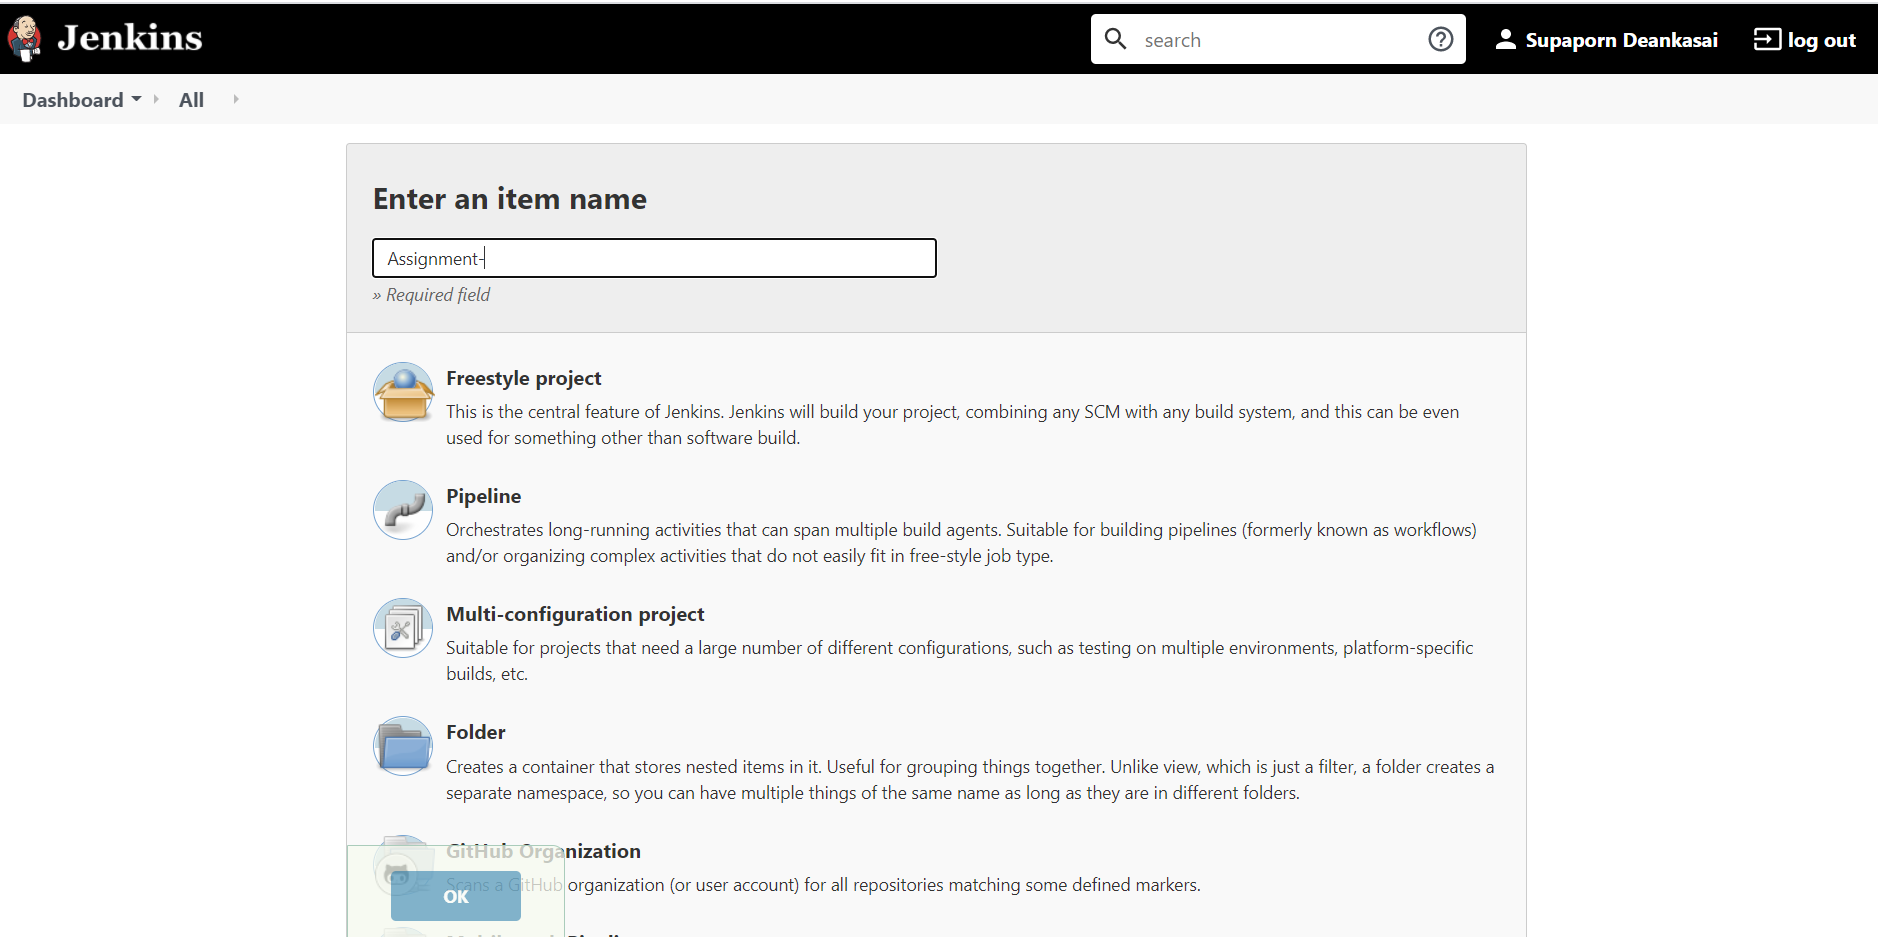 Jenkins
search
Supaporn Deankasai
log out
Dashboard
All
Enter an item name
Assignment-
» Required field
Freestyle project
This is the central feature of Jenkins. Jenkins will build your project, combining any SCM with any build system, and this can be even
used for something other than software build.
Pipeline
Orchestrates long-running activities that can span multiple build agents. Suitable for building pipelines (formerly known as workflows)
and/or organizing complex activities that do not easily fit in free-style job type.
Multi-configuration project
Suitable for projects that need a large number of different configurations, such as testing on multiple environments, platform-specific
builds, etc.
Folder
Creates a container that stores nested items in it. Useful for grouping things together. Unlike view, which is just a filter, a folder creates a
separate namespace, so you can have multiple things of the same name as long as they are in different folders.
GitHub Organization
Scans a GitHub organization (or user account) for all repositories matching some defined markers.
OK